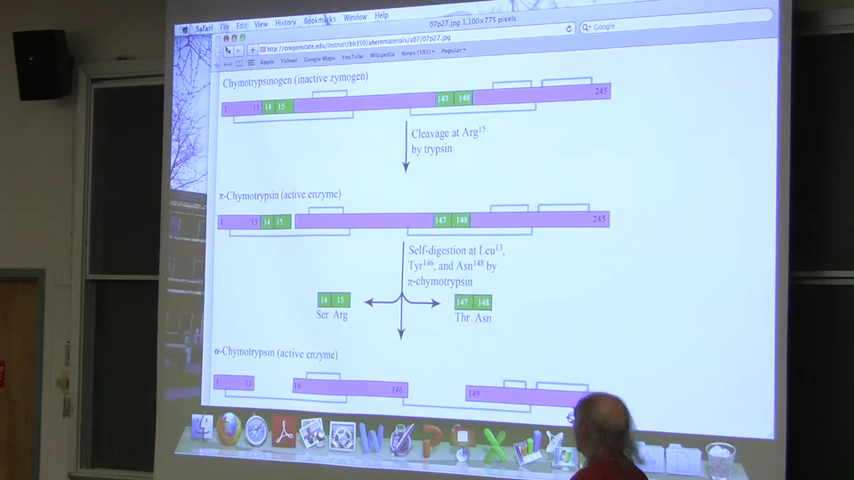 Safari File Edit View History Bookmarks Window Help
07p27.jpg 1,100×775 pixels
http://oregonstate.edu/instruct/bb350/ahernmaterials/a07/07p27.jpg
Google
Apple Yahoo! Google Maps YouTube Wikipedia News (195) Popular
Chymotrypsinogen (inactive zymogen)
1 13 14 15 147 148 245
Cleavage at Arg15
by trypsin
π-Chymotrypsin (active enzyme)
1 13 14 15 147 148 245
Self-digestion at Leu13,
Tyr146, and Asn148 by
π-chymotrypsin
14 15 147 148
Ser Arg Thr Asn
α-Chymotrypsin (active enzyme)
1 13 16 146 149